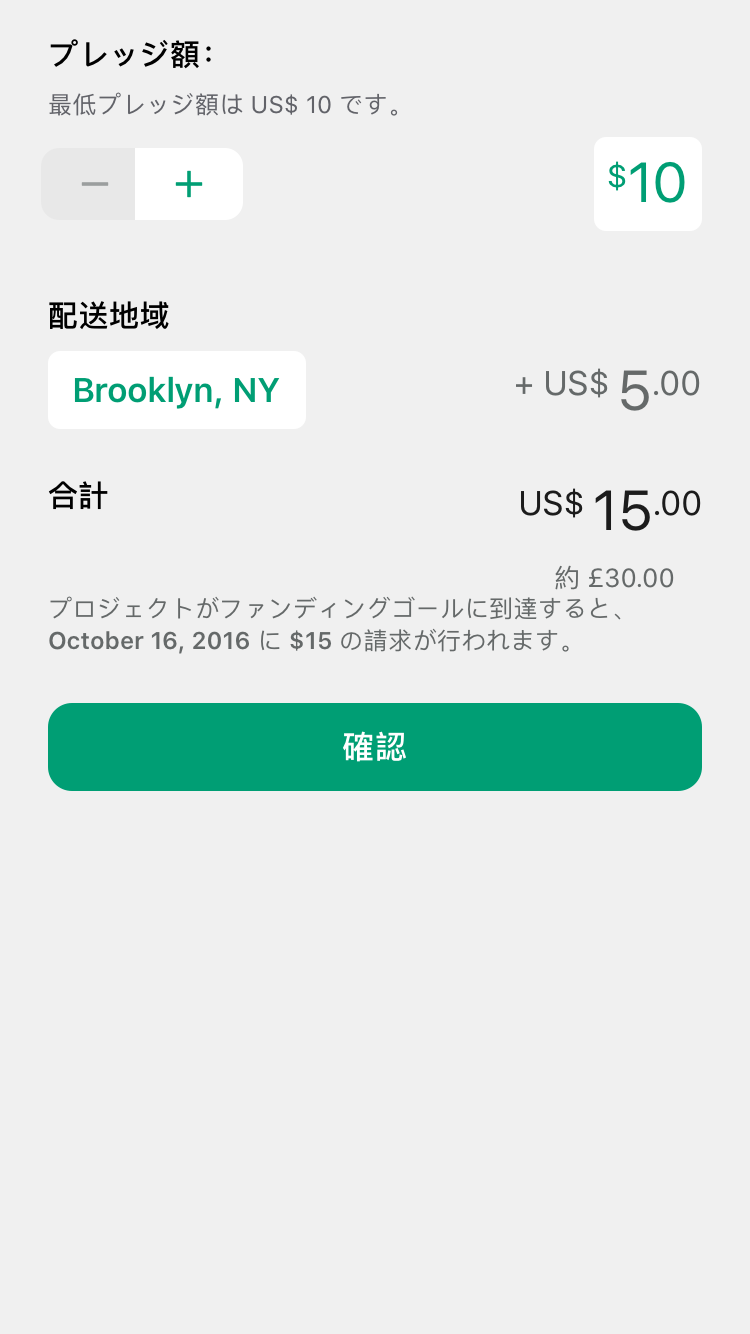 プレッジ額:
最低プレッジ額は US$ 10 です。
− +
$10
配送地域
Brooklyn, NY
+ US$ 5.00
合計
US$ 15.00
約 £30.00
プロジェクトがファンディングゴールに到達すると、
October 16, 2016 に $15 の請求が行われます。
確認